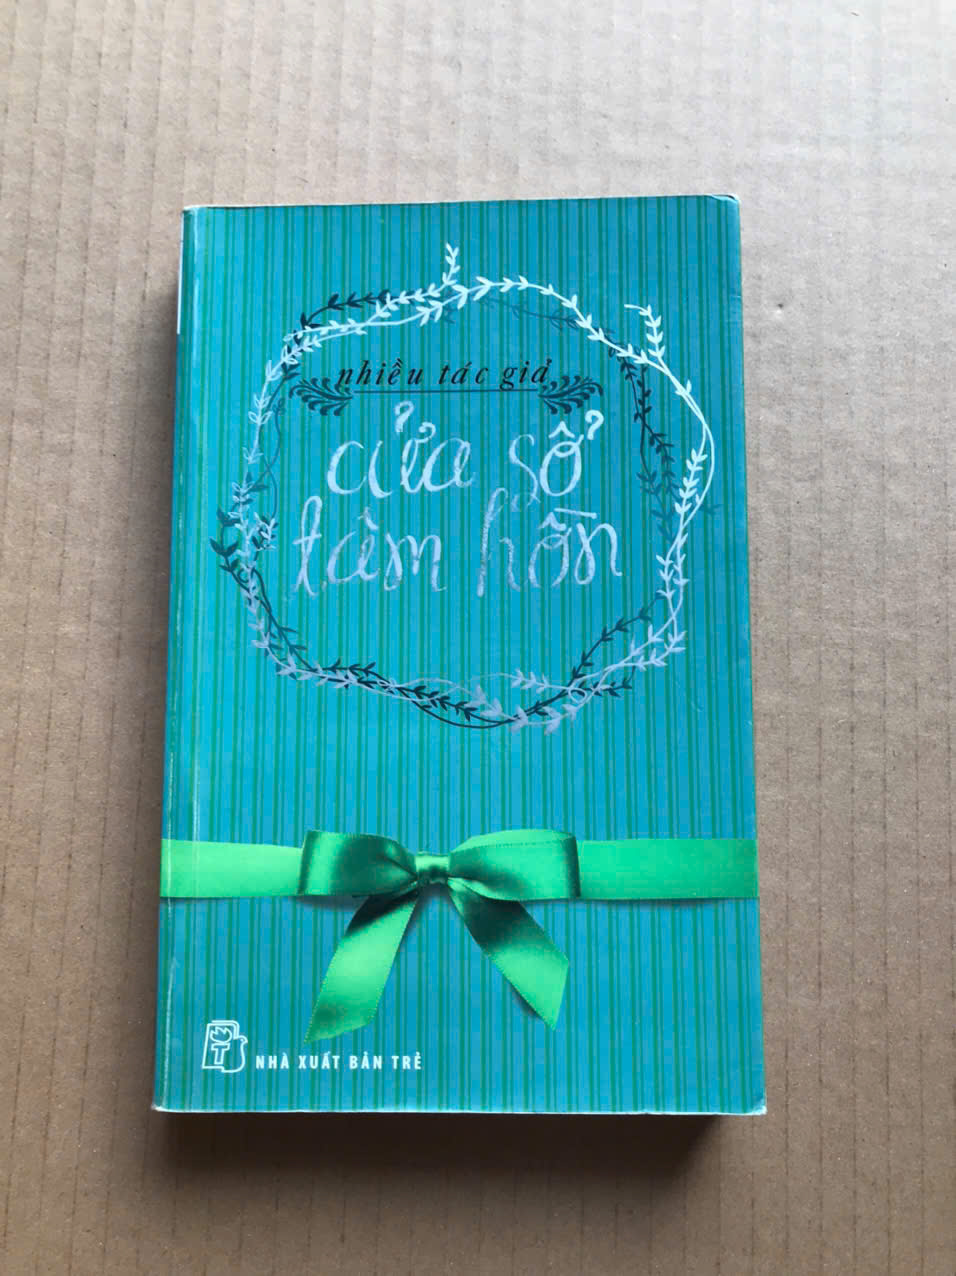 nhiều tác giả
cửa sổ
tâm hồn
NHÀ XUẤT BẢN TRẺ